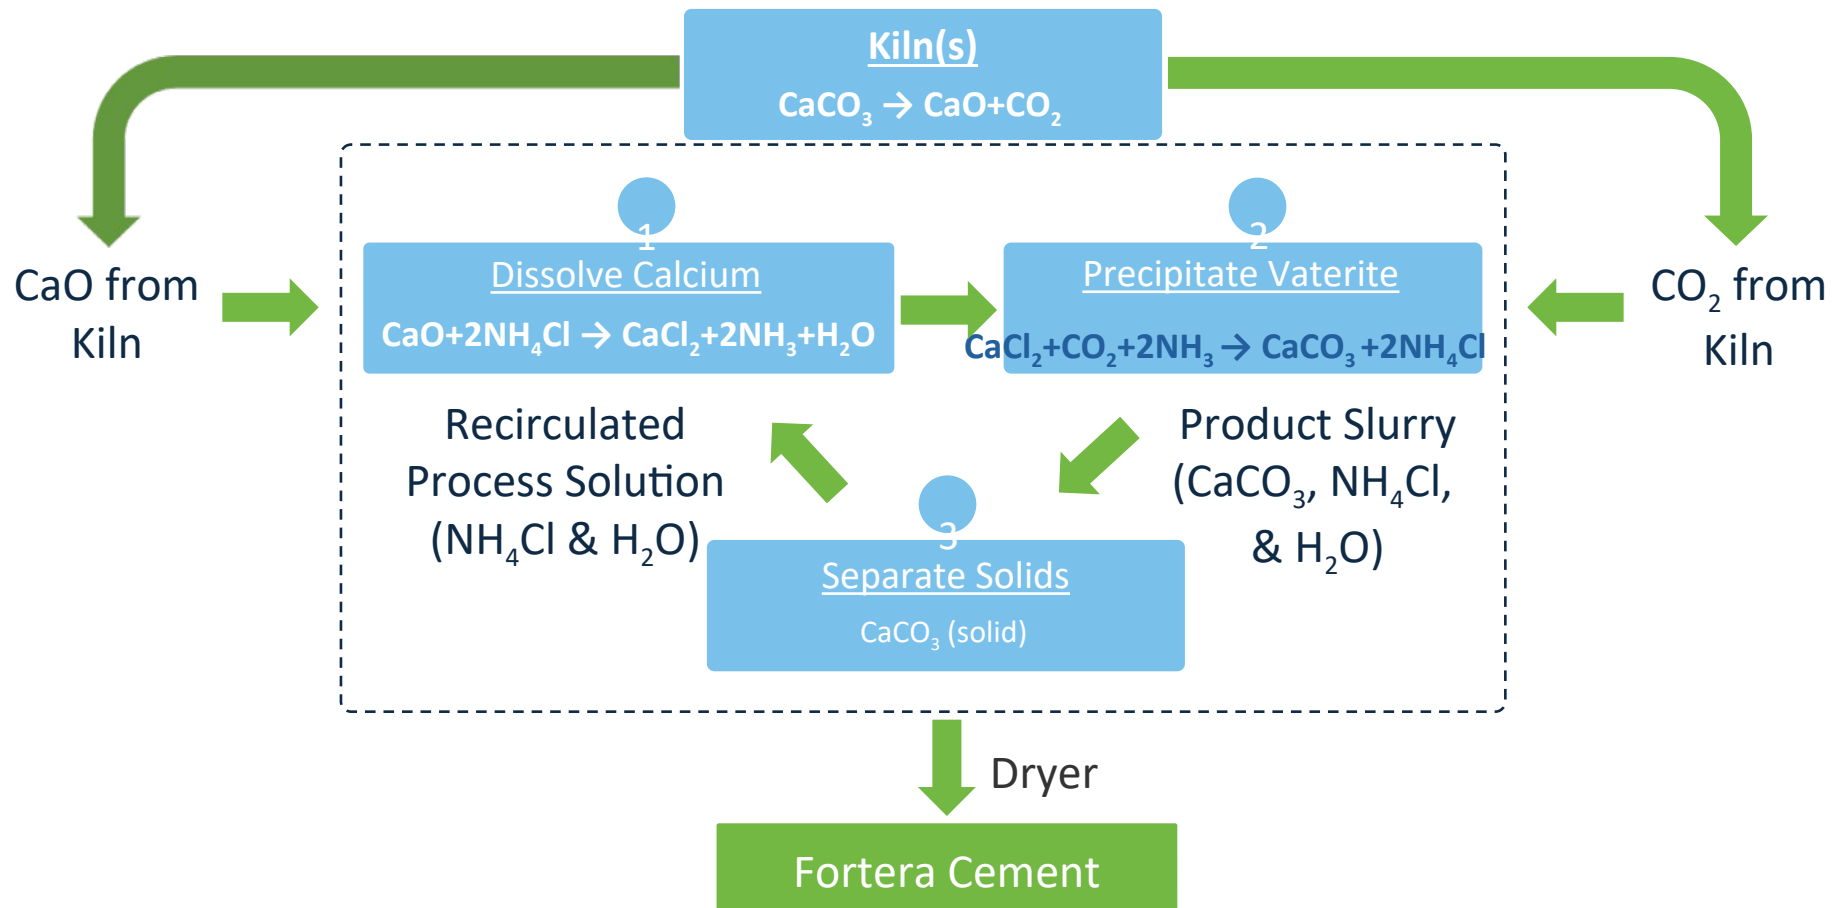 Kiln(s)
CaCO₃ → CaO+CO₂
1
Dissolve Calcium
CaO+2NH₄Cl → CaCl₂+2NH₃+H₂O
2
Precipitate Vaterite
CaCl₂+CO₂+2NH₃ → CaCO₃ +2NH₄Cl
CaO from
Kiln
CO₂ from
Kiln
Recirculated
Process Solution
(NH₄Cl & H₂O)
Product Slurry
(CaCO₃, NH₄Cl,
& H₂O)
3
Separate Solids
CaCO₃ (solid)
Dryer
Fortera Cement